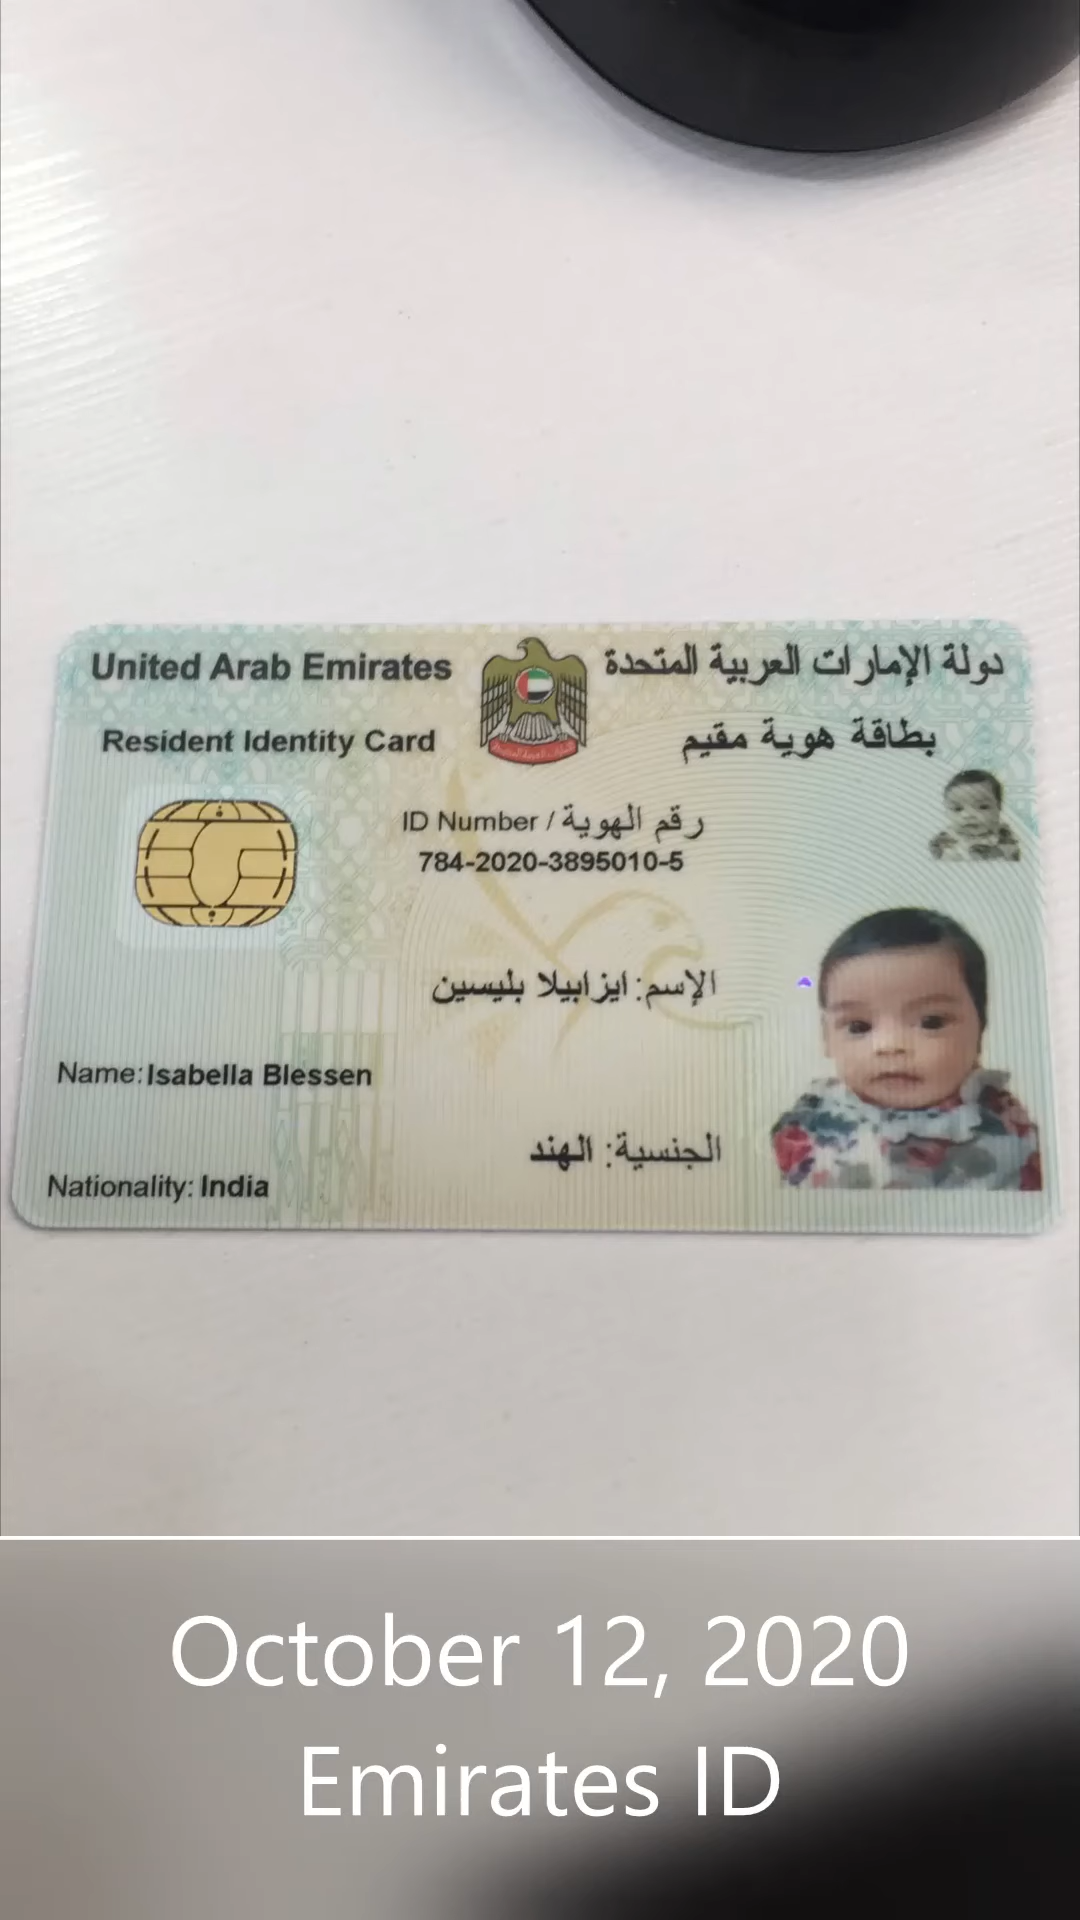 United Arab Emirates
دولة الإمارات العربية المتحدة
Resident Identity Card
بطاقة هوية مقيم
ID Number / رقم الهوية
784-2020-3895010-5
الإسم: ايزابيلا بليسين
Name: Isabella Blessen
الجنسية: الهند
Nationality: India
October 12, 2020
Emirates ID